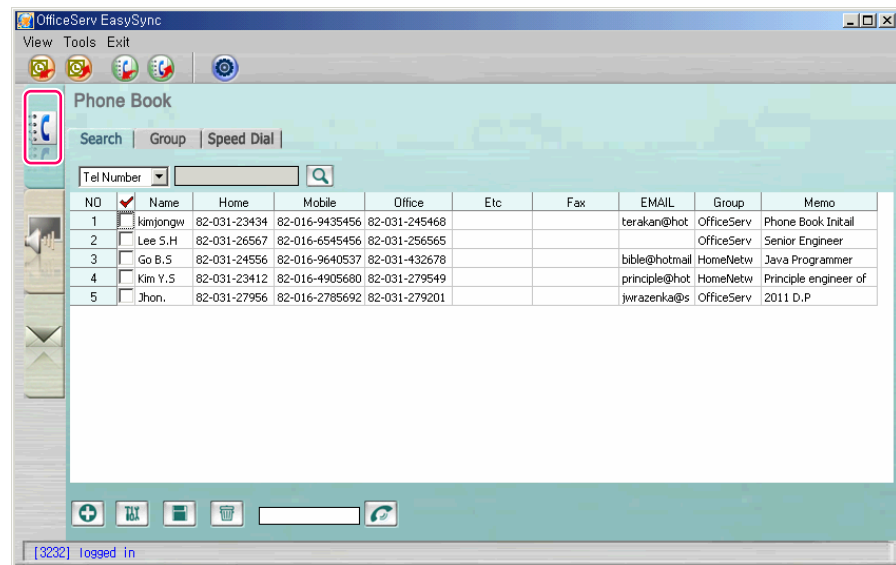 OfficeServ EasySync
View Tools Exit
Phone Book
Search Group Speed Dial
Tel Number
NO Name Home Mobile Office Etc Fax EMAIL Group Memo
1 kimjongw 82-031-23434 82-016-9435456 82-031-245468 terakan@hot OfficeServ Phone Book Initail
2 Lee S.H 82-031-26567 82-016-6545456 82-031-256565 OfficeServ Senior Engineer
3 Go B.S 82-031-24556 82-016-9640537 82-031-432678 bible@hotmail HomeNetw Java Programmer
4 Kim Y.S 82-031-23412 82-016-4905680 82-031-279549 principle@hot HomeNetw Principle engineer of
5 Jhon. 82-031-27956 82-016-2785692 82-031-279201 jwrazenka@s OfficeServ 2011 D.P
[3232] logged in